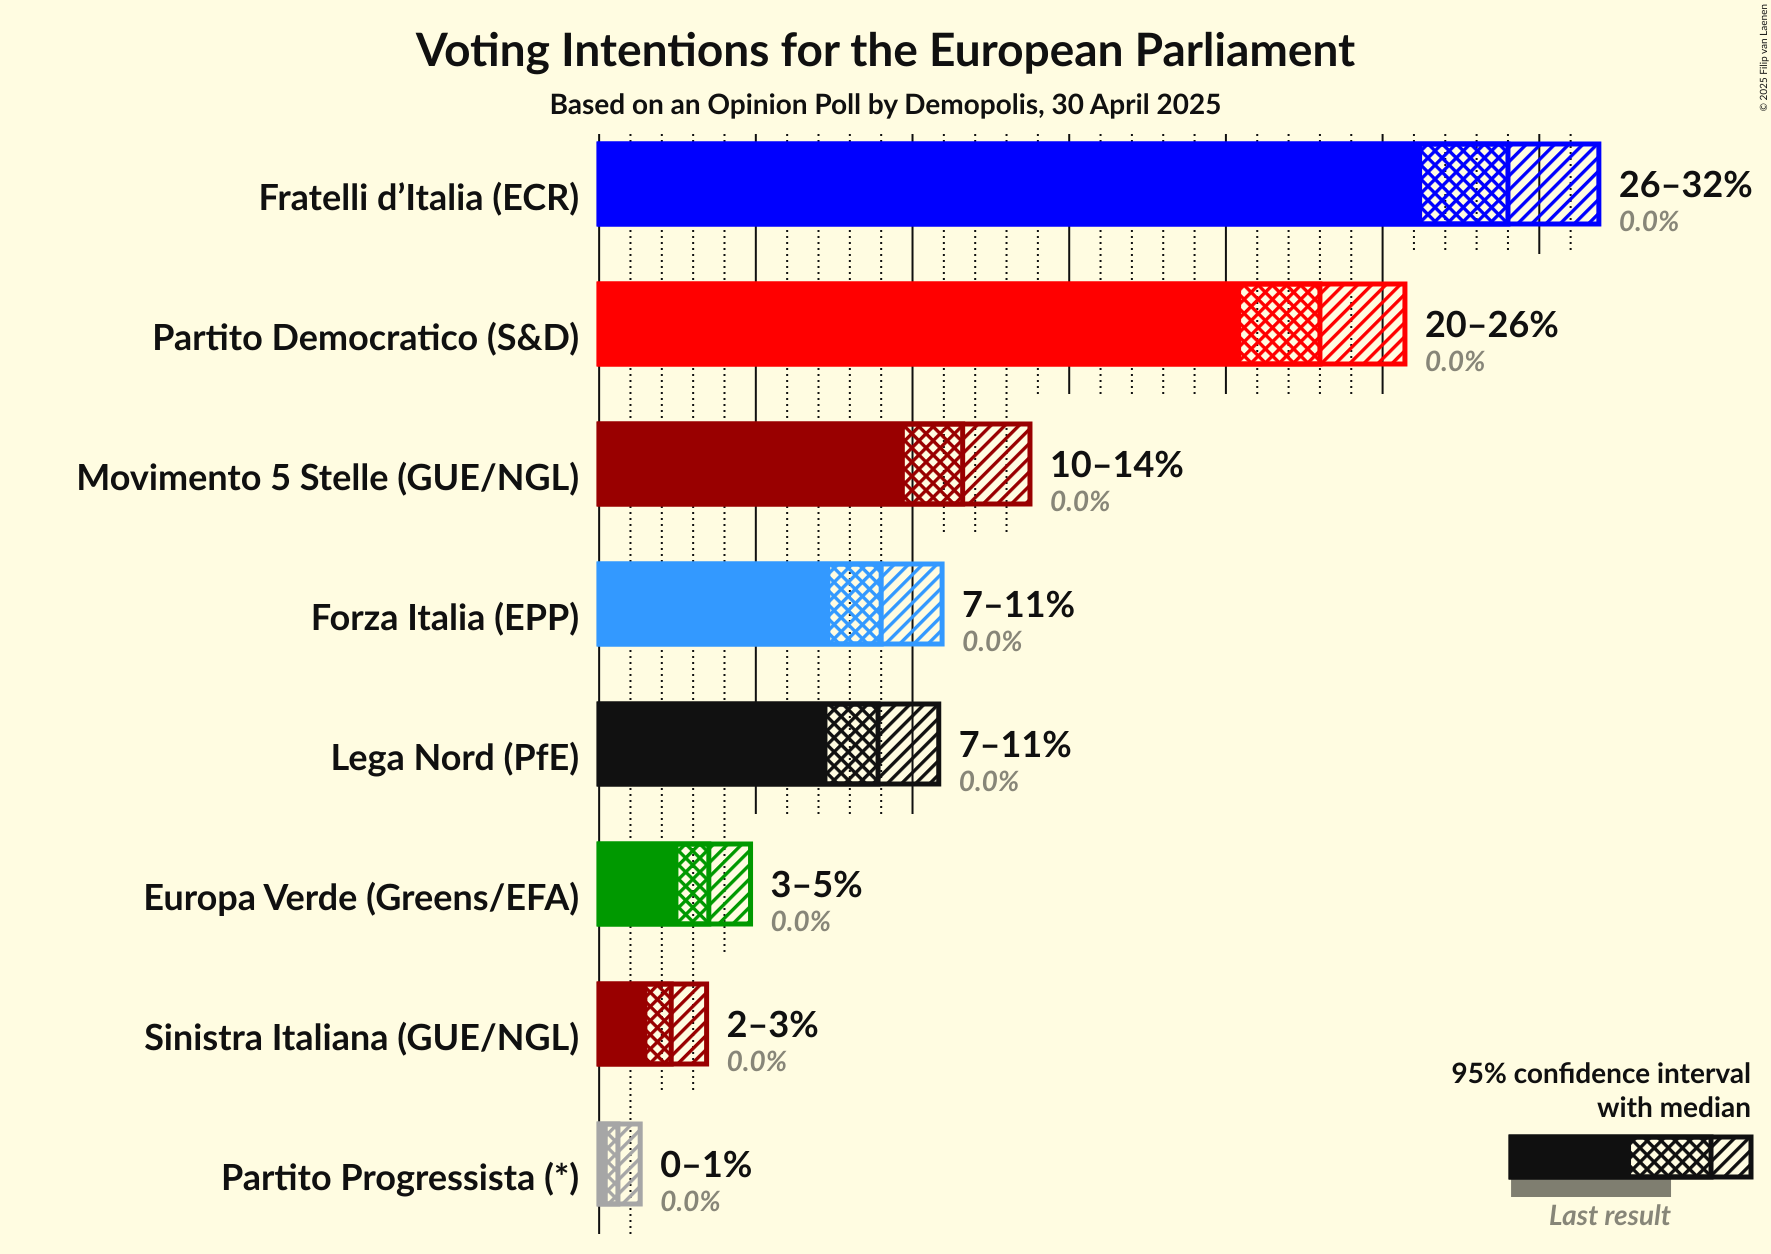 Voting Intentions for the European Parliament
Based on an Opinion Poll by Demopolis, 30 April 2025
© 2025 Filip van Laenen
Fratelli d’Italia (ECR)
26–32%
0.0%
Partito Democratico (S&D)
20–26%
0.0%
Movimento 5 Stelle (GUE/NGL)
10–14%
0.0%
Forza Italia (EPP)
7–11%
0.0%
Lega Nord (PfE)
7–11%
0.0%
Europa Verde (Greens/EFA)
3–5%
0.0%
Sinistra Italiana (GUE/NGL)
2–3%
0.0%
Partito Progressista (*)
0–1%
0.0%
95% confidence interval
with median
Last result